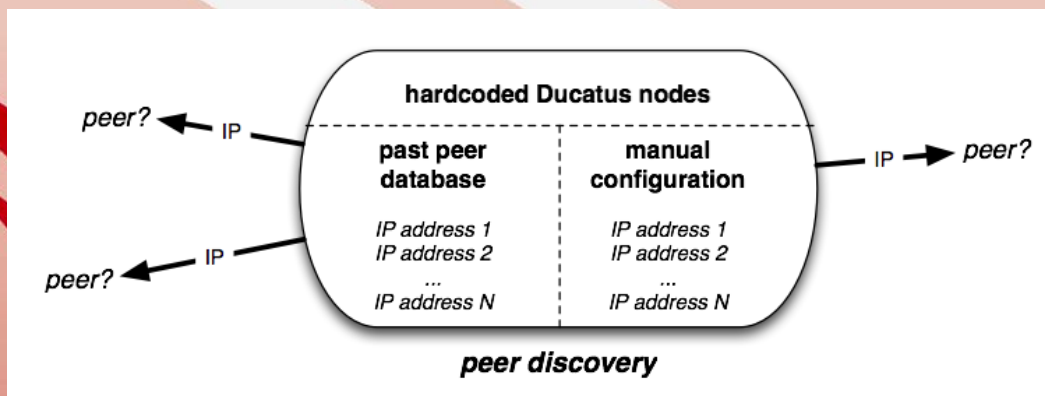 hardcoded Ducatus nodes
peer?
IP
past peer
database
manual
configuration
IP
peer?
IP address 1
IP address 2
...
IP address N
IP address 1
IP address 2
...
IP address N
peer?
IP
peer discovery